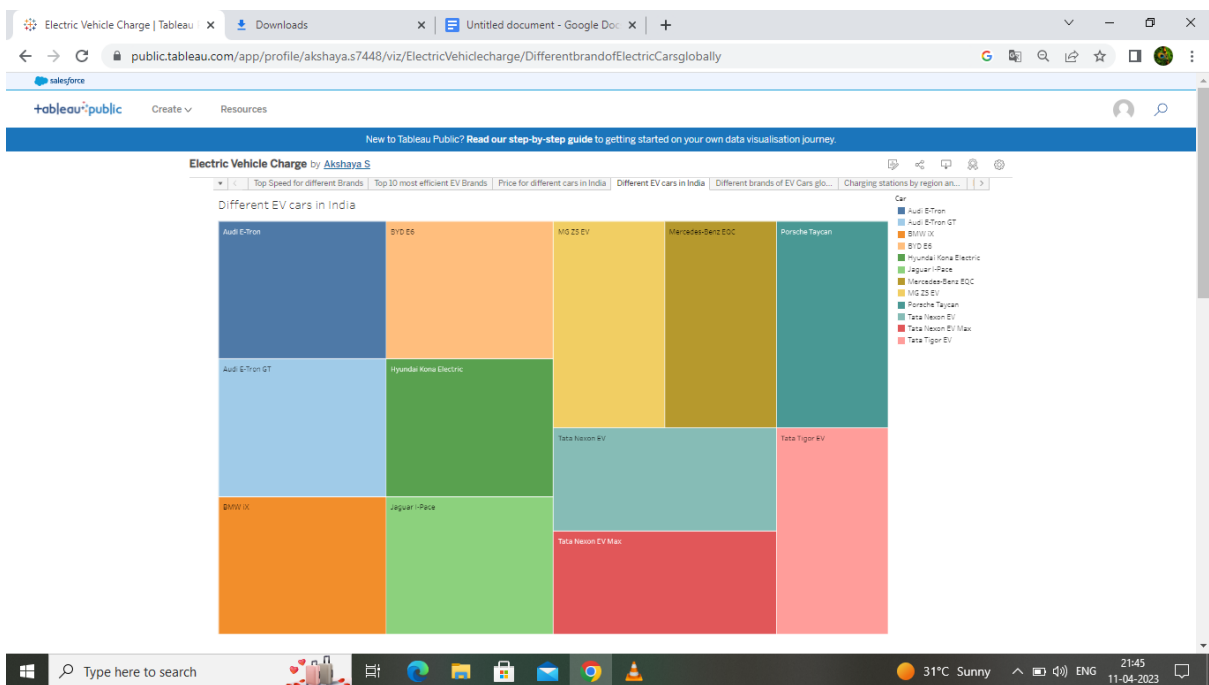 Electric Vehicle Charge | Tableau
Downloads
Untitled document - Google Doc
public.tableau.com/app/profile/akshaya.s7448/viz/ElectricVehiclecharge/DifferentbrandofElectricCarsglobally
salesforce
+ableau public
Create
Resources
New to Tableau Public? Read our step-by-step guide to getting started on your own data visualisation journey.
Electric Vehicle Charge by Akshaya S
Top Speed for different Brands
Top 10 most efficient EV Brands
Price for different cars in India
Different EV cars in India
Different brands of EV Cars glo...
Charging stations by region an...
Different EV cars in India
Audi E-Tron
BYD E6
MG ZS EV
Mercedes-Benz EQC
Porsche Taycan
Audi E-Tron GT
Hyundai Kona Electric
Tata Nexon EV
Tata Tigor EV
BMW iX
Jaguar I-Pace
Tata Nexon EV Max
Car
Audi E-Tron
Audi E-Tron GT
BMW iX
BYD E6
Hyundai Kona Electric
Jaguar I-Pace
Mercedes-Benz EQC
MG ZS EV
Porsche Taycan
Tata Nexon EV
Tata Nexon EV Max
Tata Tigor EV
Type here to search
31°C Sunny
ENG
21:45
11-04-2023